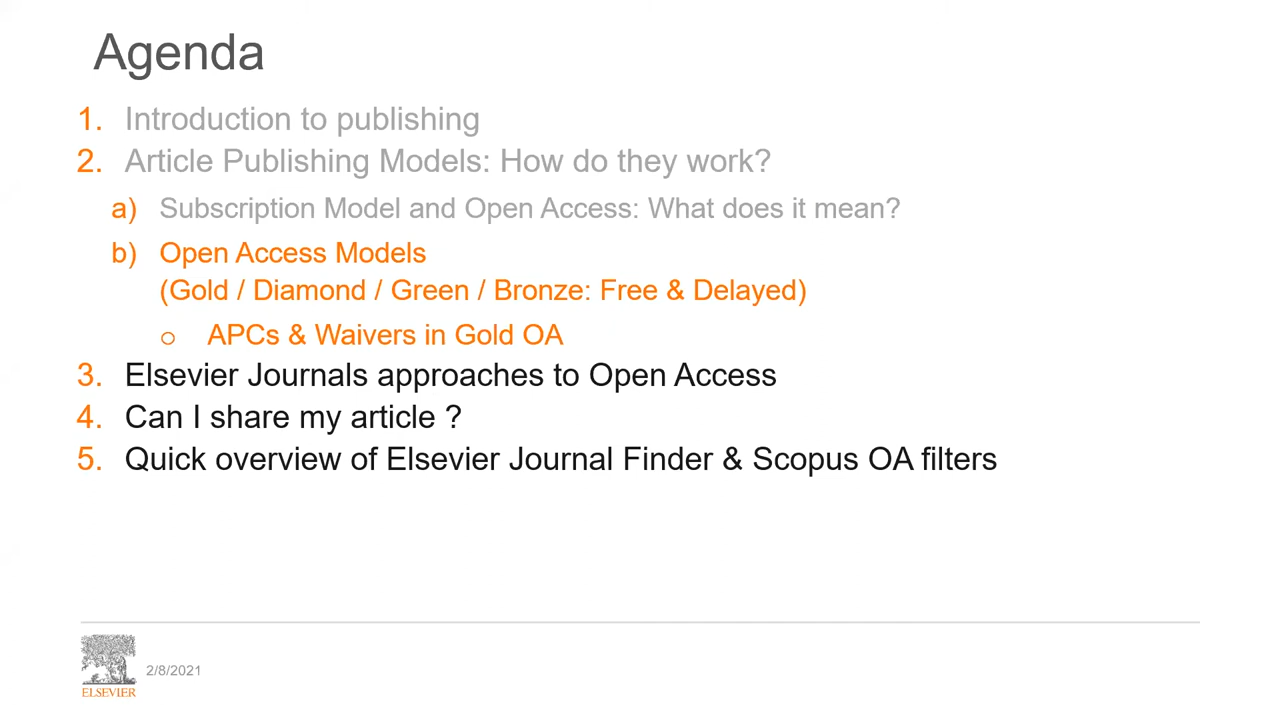 Agenda
1. Introduction to publishing
2. Article Publishing Models: How do they work?
a) Subscription Model and Open Access: What does it mean?
b) Open Access Models
(Gold / Diamond / Green / Bronze: Free & Delayed)
o APCs & Waivers in Gold OA
3. Elsevier Journals approaches to Open Access
4. Can I share my article ?
5. Quick overview of Elsevier Journal Finder & Scopus OA filters
2/8/2021
ELSEVIER